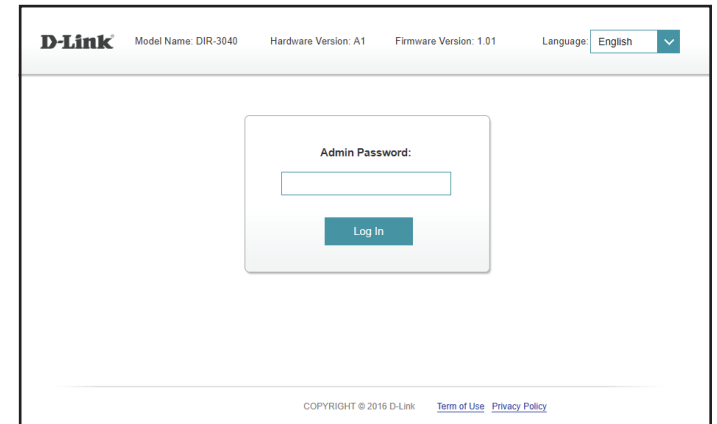 D-Link Model Name: DIR-3040 Hardware Version: A1 Firmware Version: 1.01 Language: English
Admin Password:
Log In
COPYRIGHT © 2016 D-Link Term of Use Privacy Policy